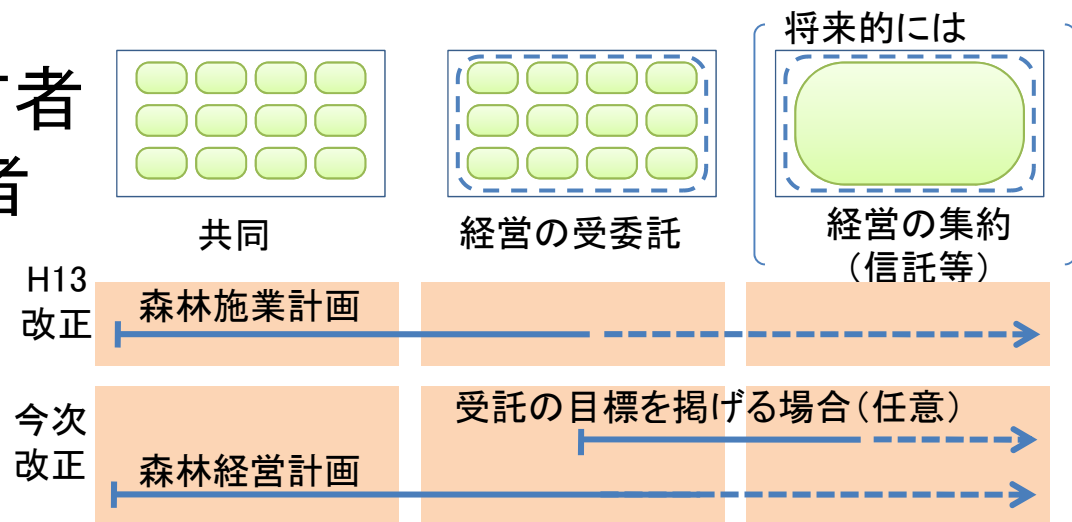 将来的には
者
者
共同
経営の受委託
経営の集約
（信託等）
H13
改正
森林施業計画
今次
改正
受託の目標を掲げる場合（任意）
森林経営計画